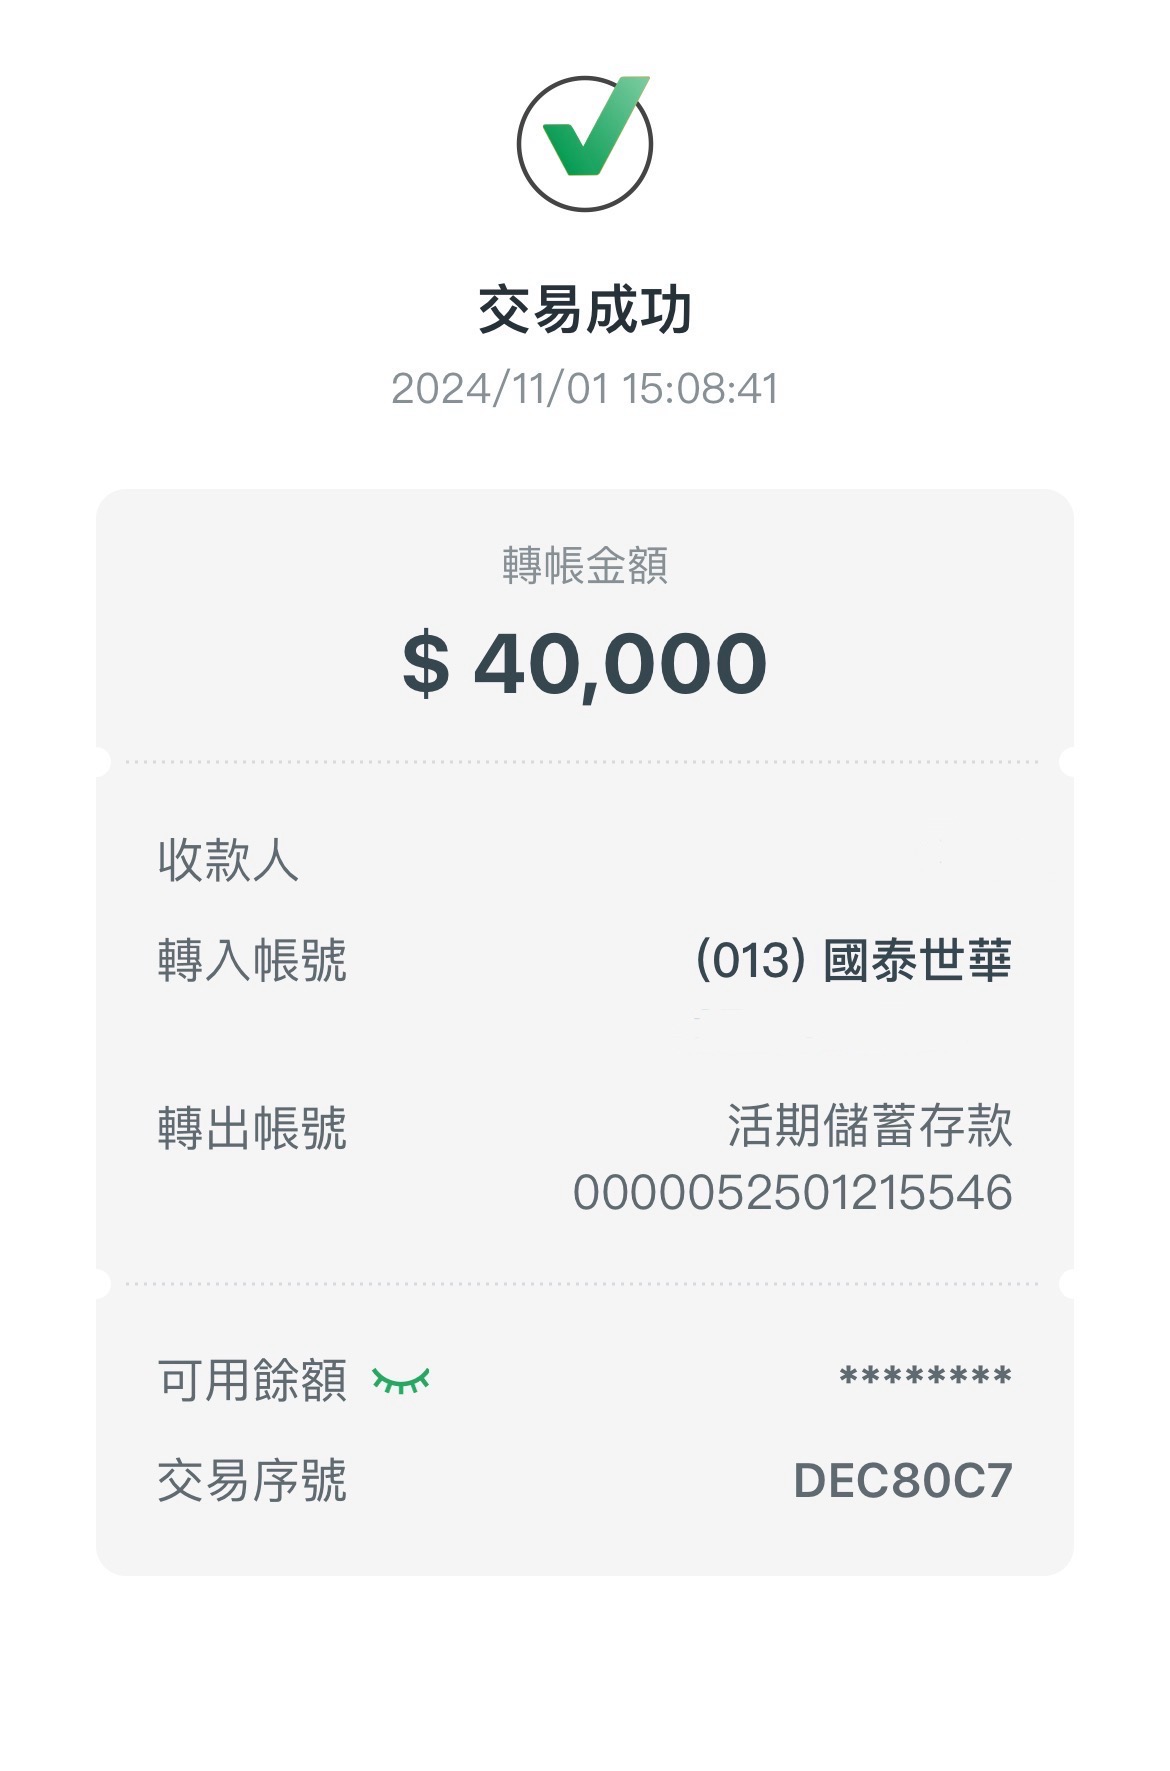 交易成功
2024/11/01 15:08:41
轉帳金額
$ 40,000
收款人
轉入帳號 (013) 國泰世華
轉出帳號 活期儲蓄存款
0000052501215546
可用餘額 ********
交易序號 DEC80C7